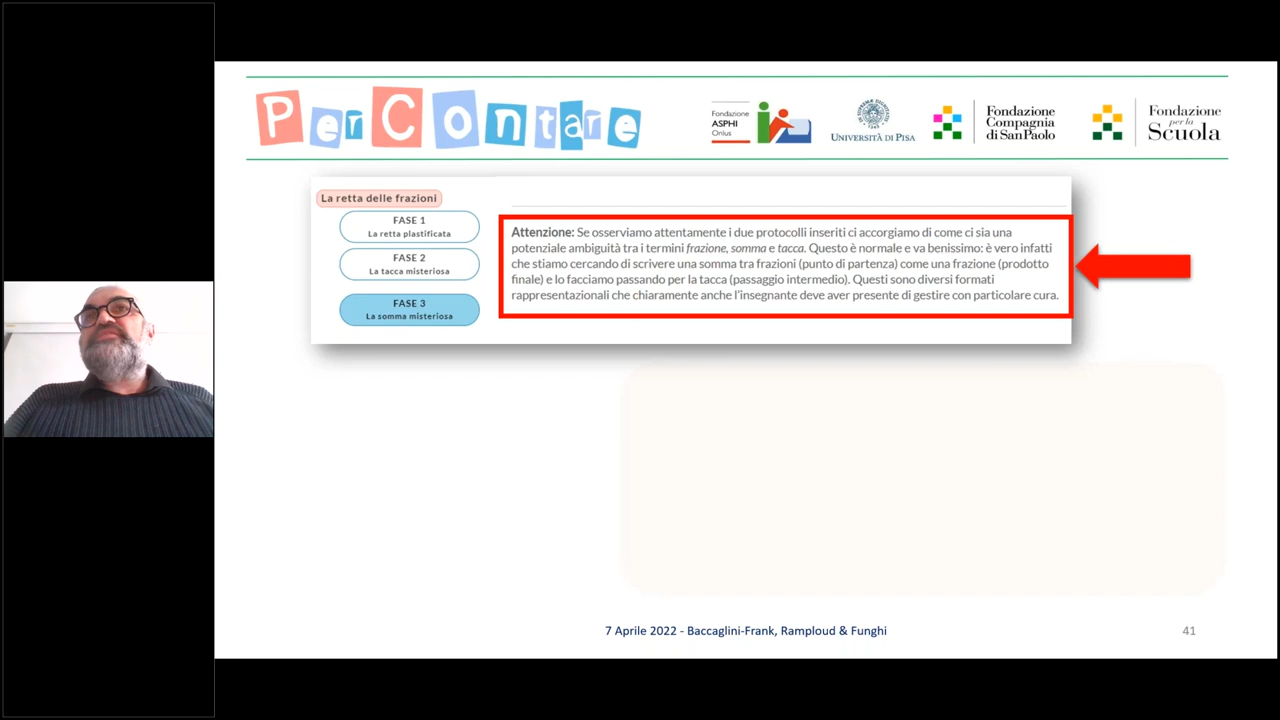 PerContare
Fondazione
ASPHI
Onlus
UNIVERSITÀ DI PISA
Fondazione
Compagnia
di San Paolo
Fondazione
per la
Scuola
La retta delle frazioni
FASE 1
La retta plastificata
FASE 2
La tacca misteriosa
FASE 3
La somma misteriosa
Attenzione: Se osserviamo attentamente i due protocolli inseriti ci accorgiamo di come ci sia una
potenziale ambiguità tra i termini frazione, somma e tacca. Questo è normale e va benissimo: è vero infatti
che stiamo cercando di scrivere una somma tra frazioni (punto di partenza) come una frazione (prodotto
finale) e lo facciamo passando per la tacca (passaggio intermedio). Questi sono diversi formati
rappresentazionali che chiaramente anche l'insegnante deve aver presente di gestire con particolare cura.
7 Aprile 2022 - Baccaglini-Frank, Ramploud & Funghi
41